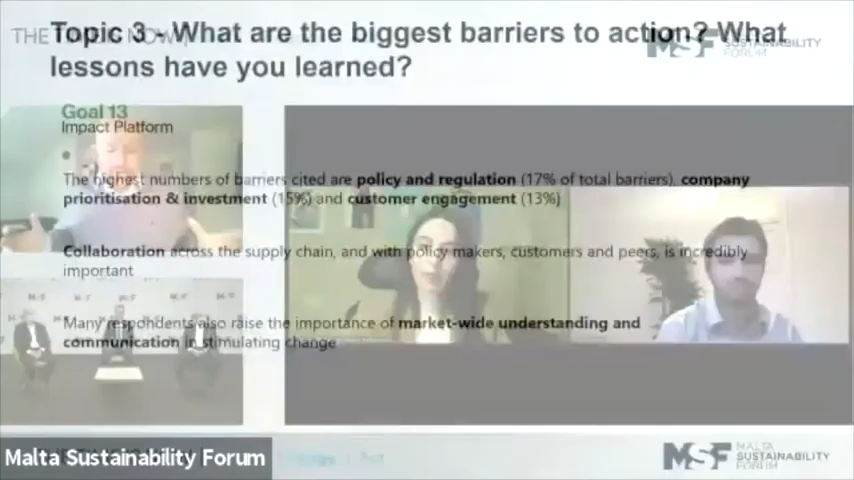 Topic 3 - What are the biggest barriers to action? What
lessons have you learned?
MSF SUSTAINABILITY
FORUM
Goal 13
Impact Platform
The highest numbers of barriers cited are policy and regulation (17% of total barriers), company
prioritisation & investment (15%) and customer engagement (13%)
Collaboration across the supply chain, and with policy makers, customers and peers, is incredibly
important
Many respondents also raise the importance of market-wide understanding and
communication in stimulating change
Malta Sustainability Forum
MSF MALTA
SUSTAINABILITY
FORUM